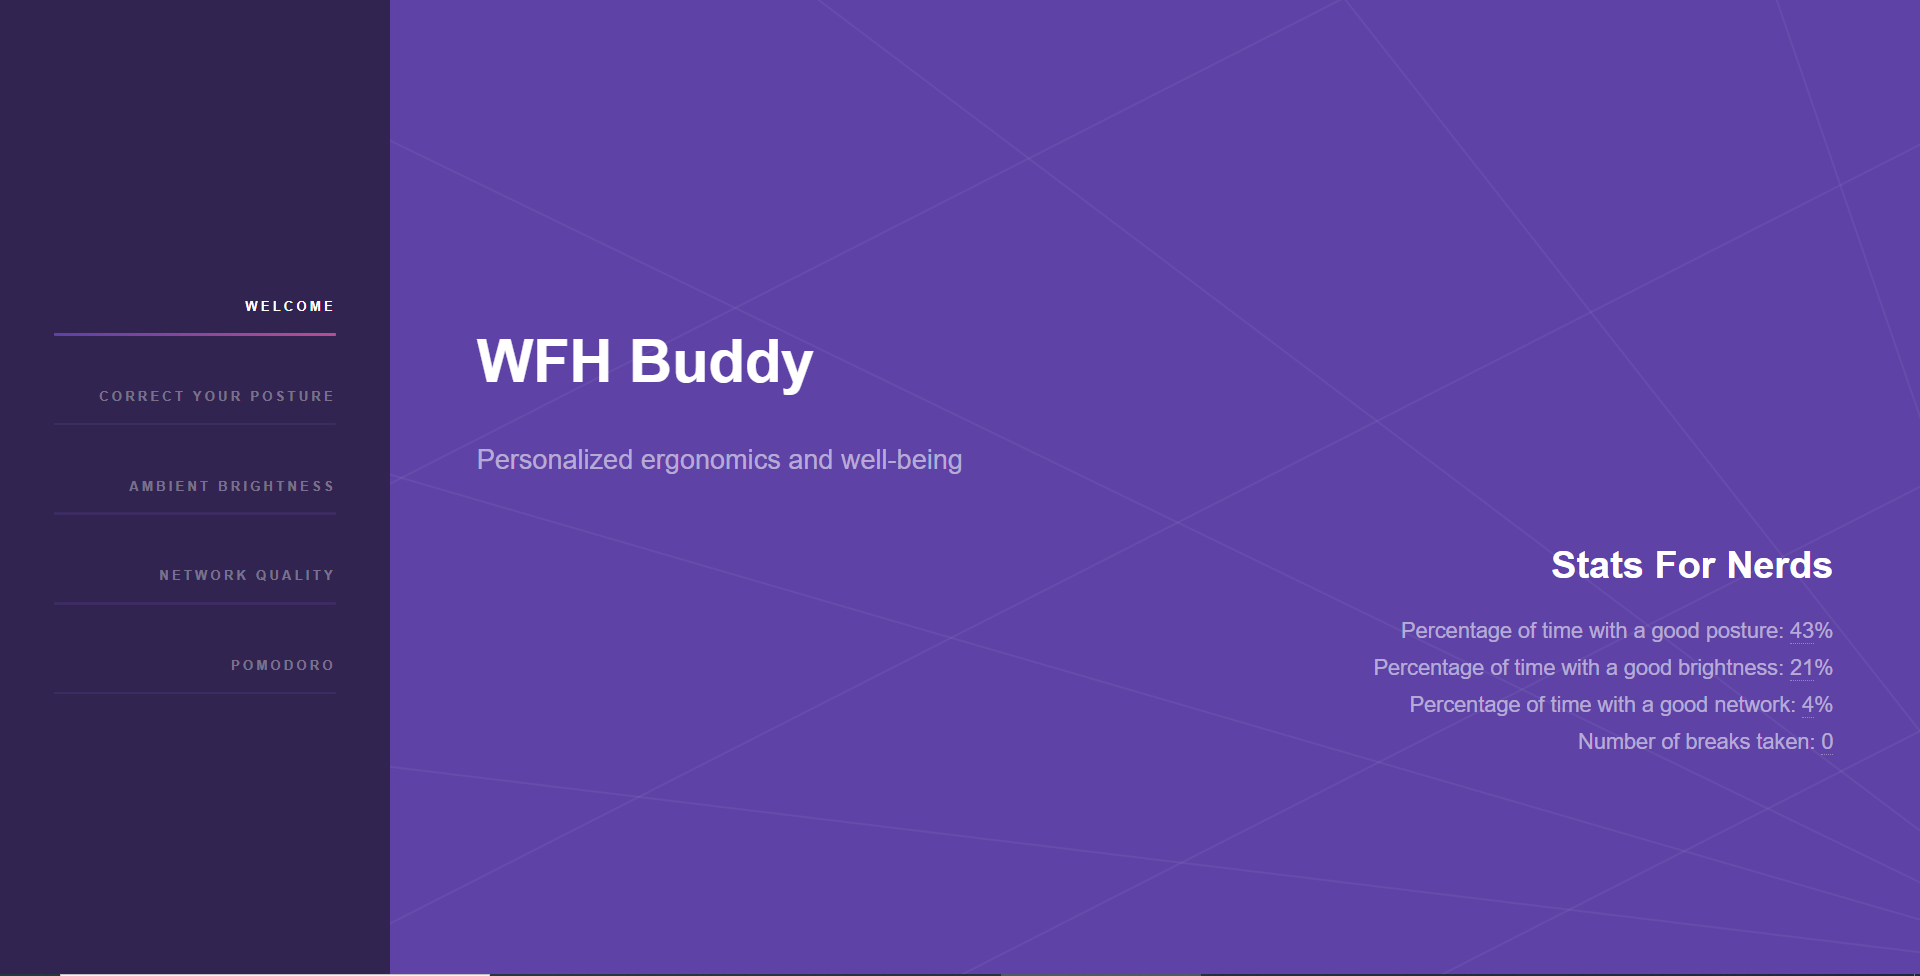 WELCOME
CORRECT YOUR POSTURE
AMBIENT BRIGHTNESS
NETWORK QUALITY
POMODORO
WFH Buddy
Personalized ergonomics and well-being
Stats For Nerds
Percentage of time with a good posture: 43%
Percentage of time with a good brightness: 21%
Percentage of time with a good network: 4%
Number of breaks taken: 0